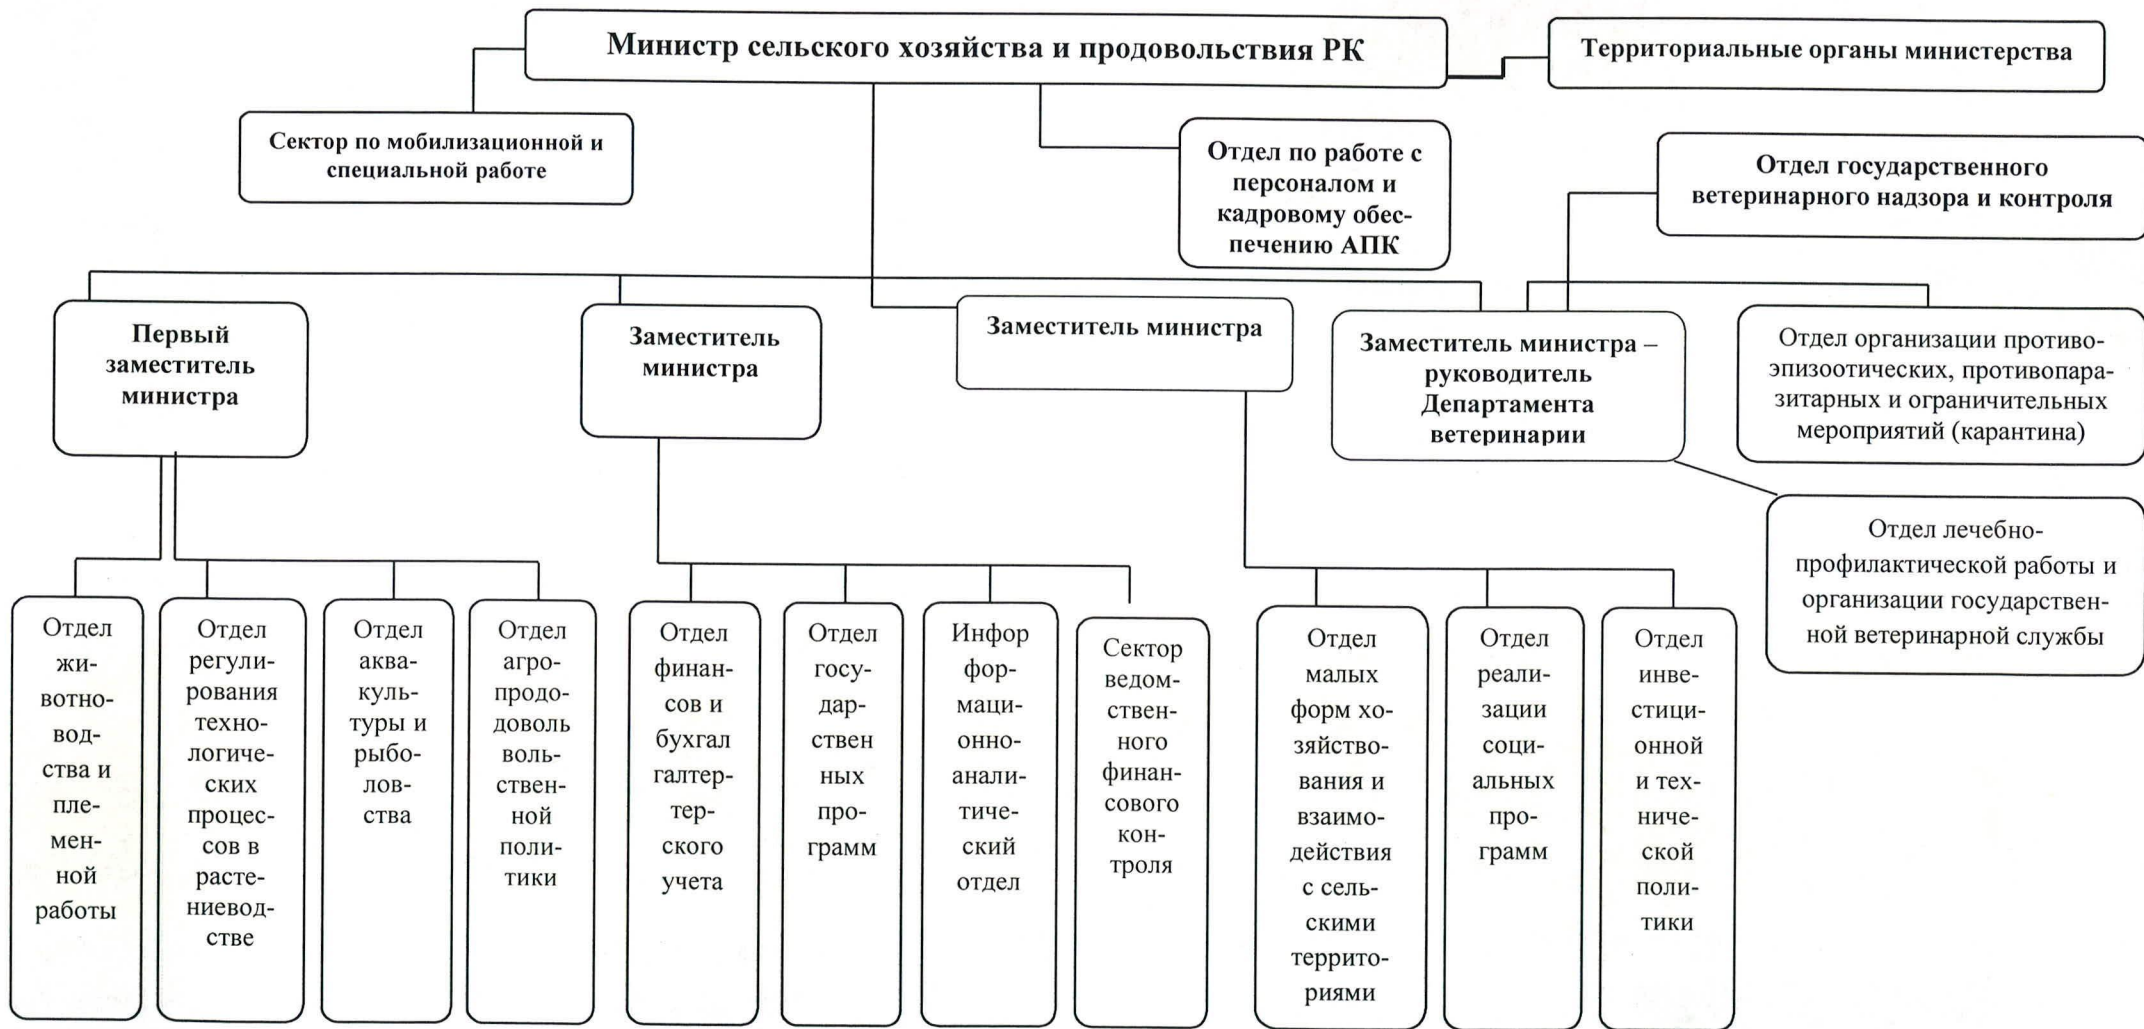 Министр сельского хозяйства и продовольствия РК
Территориальные органы министерства
Сектор по мобилизационной и
специальной работе
Отдел по работе с
персоналом и
кадровому обес-
печению АПК
Отдел государственного
ветеринарного надзора и контроля
Первый
заместитель
министра
Заместитель
министра
Заместитель министра
Заместитель министра –
руководитель
Департамента
ветеринарии
Отдел организации противо-
эпизоотических, противопара-
зитарных и ограничительных
мероприятий (карантина)
Отдел лечебно-
профилактической работы и
организации государствен-
ной ветеринарной службы
Отдел
жи-
вотно-
вод-
ства и
пле-
мен-
ной
работы
Отдел
регули-
рования
техно-
логиче-
ских
процес-
сов в
расте-
ниевод-
стве
Отдел
аква-
куль-
туры и
рыбо-
лов-
ства
Отдел
агро-
продо-
доволь
воль-
ствен-
ной
поли-
тики
Отдел
финан-
сов и
бухгал
галтер-
тер-
ского
учета
Отдел
госу-
дар-
ствен
ных
про-
грамм
Инфор
фор-
маци-
онно-
анали-
тиче-
ский
отдел
Сектор
ведом-
ствен-
ного
финан-
сового
кон-
троля
Отдел
малых
форм хо-
зяйство-
вания и
взаимо-
действия
с сель-
скими
террито-
риями
Отдел
реали-
зации
соци-
альных
про-
грамм
Отдел
инве-
стици-
онной
и тех-
ниче-
ской
поли-
тики